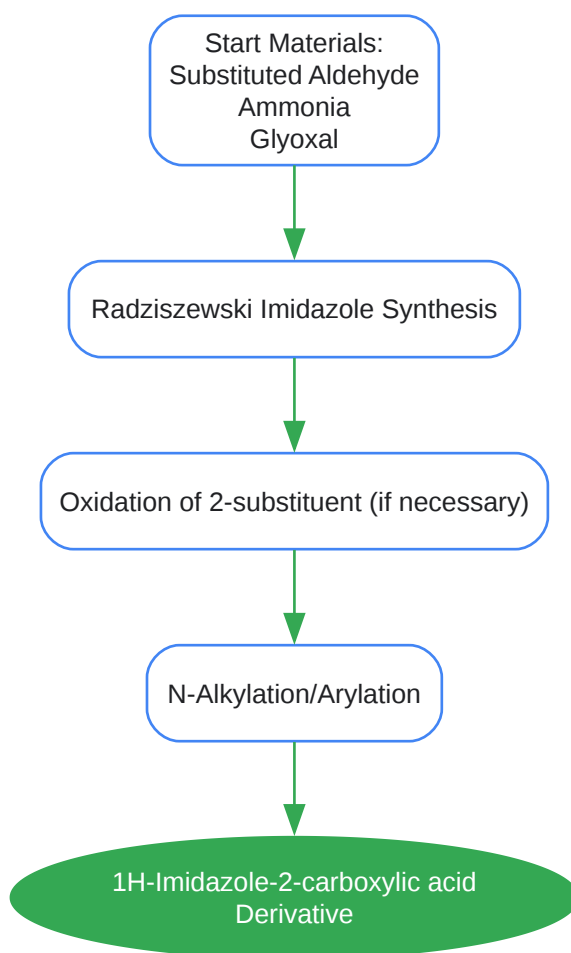 Start Materials:
Substituted Aldehyde
Ammonia
Glyoxal
Radziszewski Imidazole Synthesis
Oxidation of 2-substituent (if necessary)
N-Alkylation/Arylation
1H-Imidazole-2-carboxylic acid
Derivative